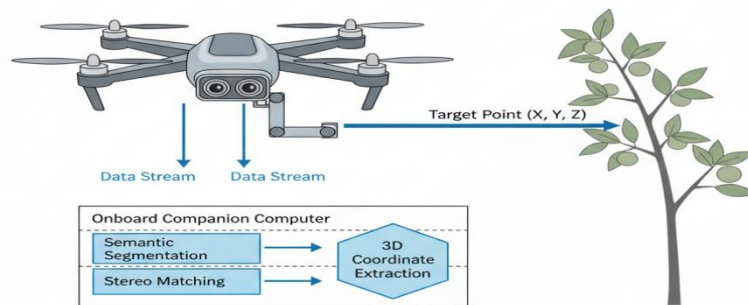 Target Point (X, Y, Z)
Data Stream
Data Stream
Onboard Companion Computer
Semantic
Segmentation
Stereo Matching
3D
Coordinate
Extraction